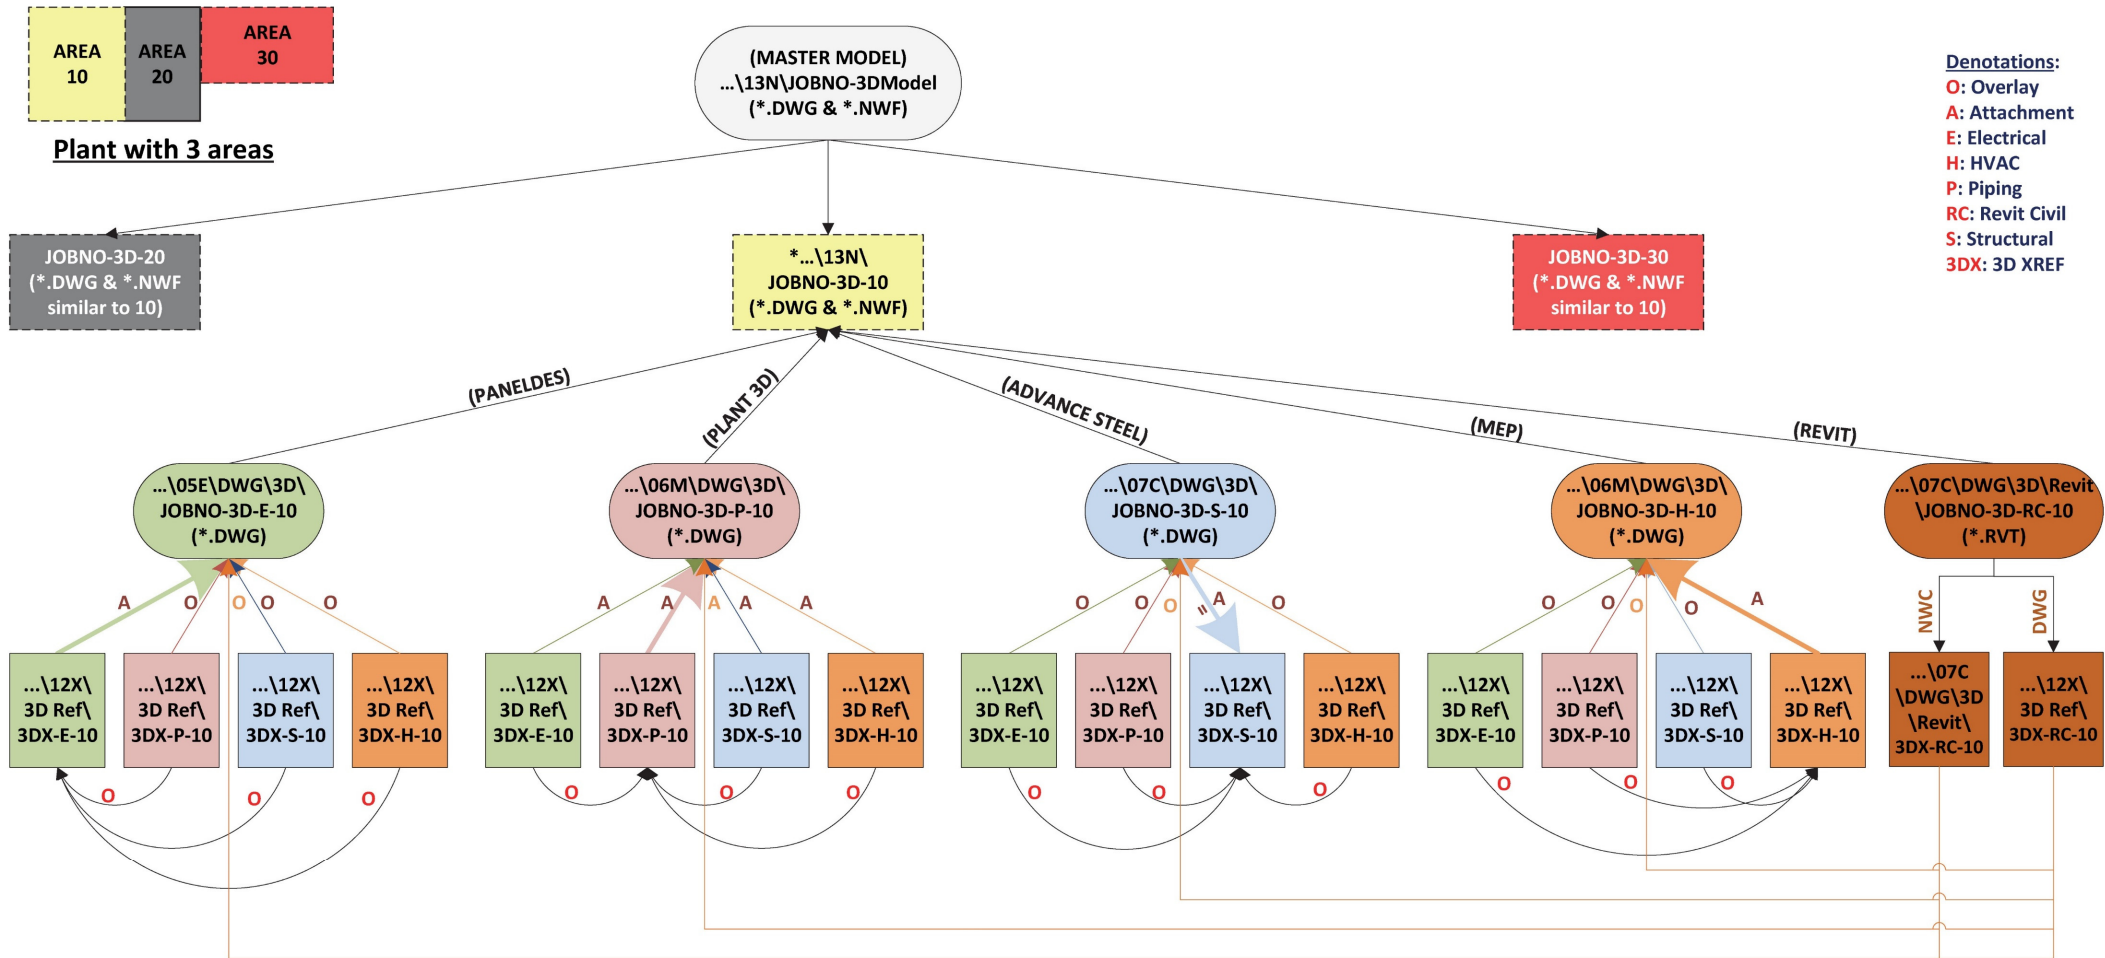 AREA
10
AREA
20
AREA
30
Plant with 3 areas
(MASTER MODEL)
...\13N\JOBNO-3DModel
(*.DWG & *.NWF)
Denotations:
O: Overlay
A: Attachment
E: Electrical
H: HVAC
P: Piping
RC: Revit Civil
S: Structural
3DX: 3D XREF
JOBNO-3D-20
(*.DWG & *.NWF
similar to 10)
*...\13N\
JOBNO-3D-10
(*.DWG & *.NWF)
JOBNO-3D-30
(*.DWG & *.NWF
similar to 10)
(PANELDES)
(PLANT 3D)
(ADVANCE STEEL)
(MEP)
(REVIT)
...\05E\DWG\3D\
JOBNO-3D-E-10
(*.DWG)
...\06M\DWG\3D\
JOBNO-3D-P-10
(*.DWG)
...\07C\DWG\3D\
JOBNO-3D-S-10
(*.DWG)
...\06M\DWG\3D\
JOBNO-3D-H-10
(*.DWG)
...\07C\DWG\3D\Revit
\JOBNO-3D-RC-10
(*.RVT)
A
O
O
O
O
A
A
A
A
A
O
O
O
=
A
O
O
O
O
O
A
NWC
DWG
...\12X\
3D Ref\
3DX-E-10
...\12X\
3D Ref\
3DX-P-10
...\12X\
3D Ref\
3DX-S-10
...\12X\
3D Ref\
3DX-H-10
...\12X\
3D Ref\
3DX-E-10
...\12X\
3D Ref\
3DX-P-10
...\12X\
3D Ref\
3DX-S-10
...\12X\
3D Ref\
3DX-H-10
...\12X\
3D Ref\
3DX-E-10
...\12X\
3D Ref\
3DX-P-10
...\12X\
3D Ref\
3DX-S-10
...\12X\
3D Ref\
3DX-H-10
...\12X\
3D Ref\
3DX-E-10
...\12X\
3D Ref\
3DX-P-10
...\12X\
3D Ref\
3DX-S-10
...\12X\
3D Ref\
3DX-H-10
...\07C
\DWG\3D
\Revit\
3DX-RC-10
...\12X\
3D Ref\
3DX-RC-10
O
O
O
O
O
O
O
O
O
O
O
O